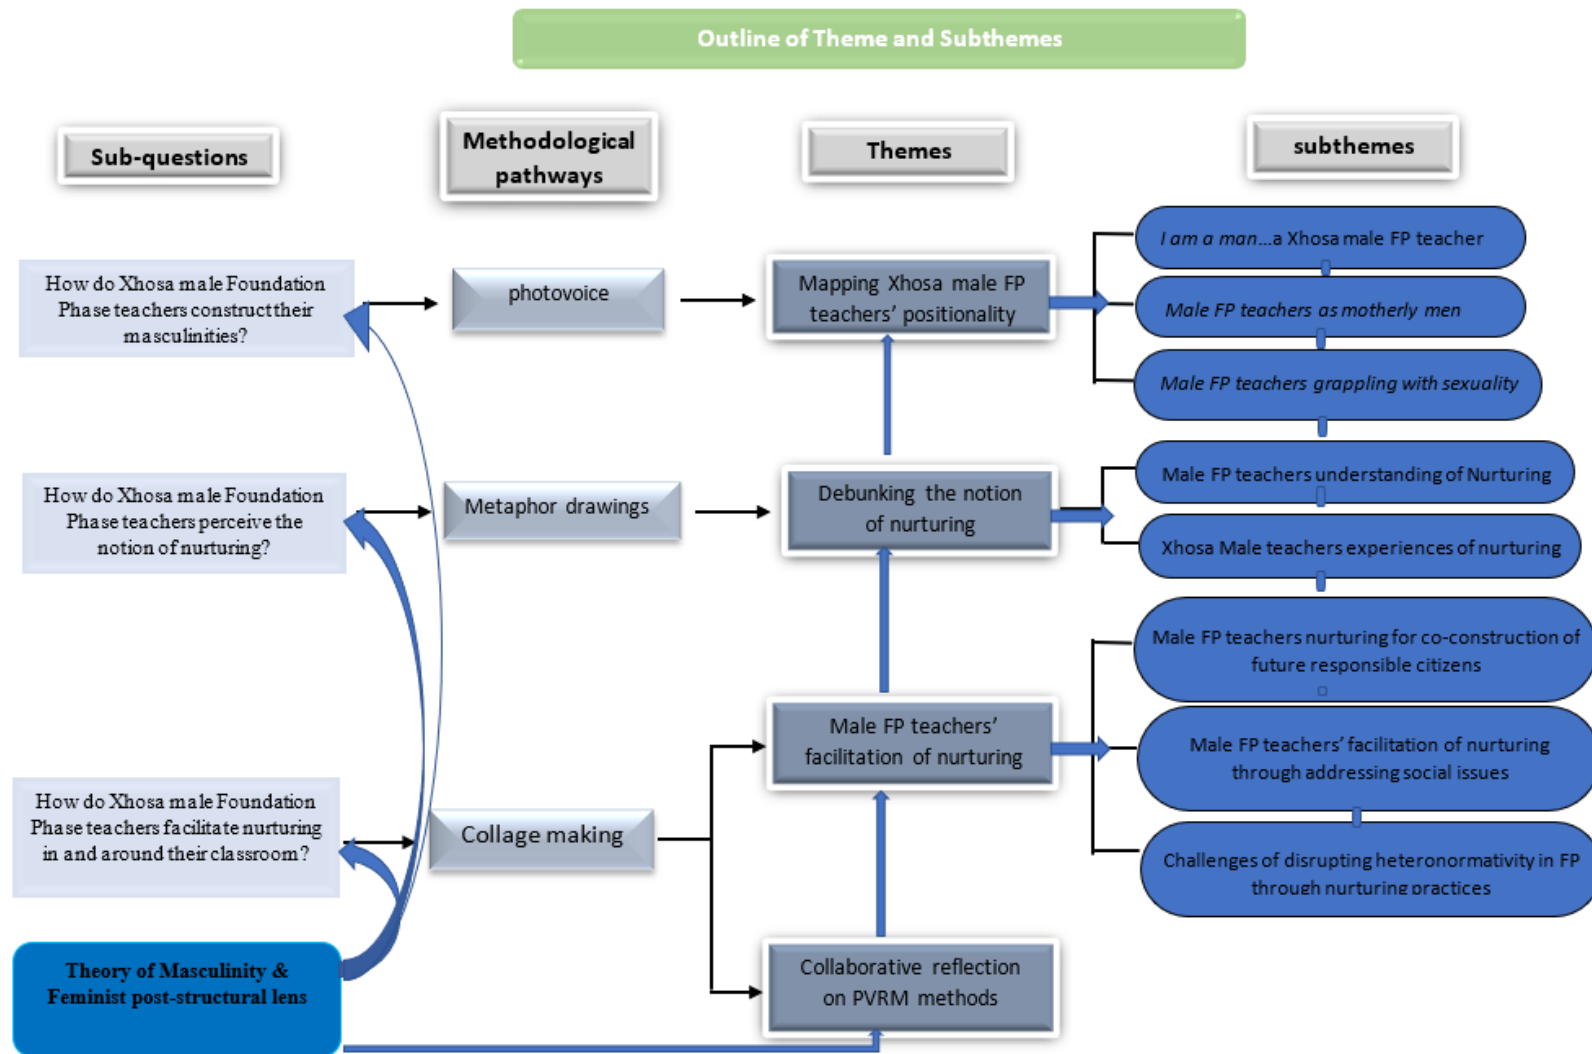 Outline of Theme and Subthemes
Sub-questions
Methodological
pathways
Themes
subthemes
How do Xhosa male Foundation
Phase teachers construct their
masculinities?
photovoice
Mapping Xhosa male FP
teachers’ positionality
I am a man...a Xhosa male FP teacher
Male FP teachers as motherly men
Male FP teachers grappling with sexuality
How do Xhosa male Foundation
Phase teachers perceive the
notion of nurturing?
Metaphor drawings
Debunking the notion
of nurturing
Male FP teachers understanding of Nurturing
Xhosa Male teachers experiences of nurturing
How do Xhosa male Foundation
Phase teachers facilitate nurturing
in and around their classroom?
Collage making
Male FP teachers’
facilitation of nurturing
Male FP teachers nurturing for co-construction of
future responsible citizens
Male FP teachers’ facilitation of nurturing
through addressing social issues
Challenges of disrupting heteronormativity in FP
through nurturing practices
Theory of Masculinity &
Feminist post-structural lens
Collaborative reflection
on PVRM methods